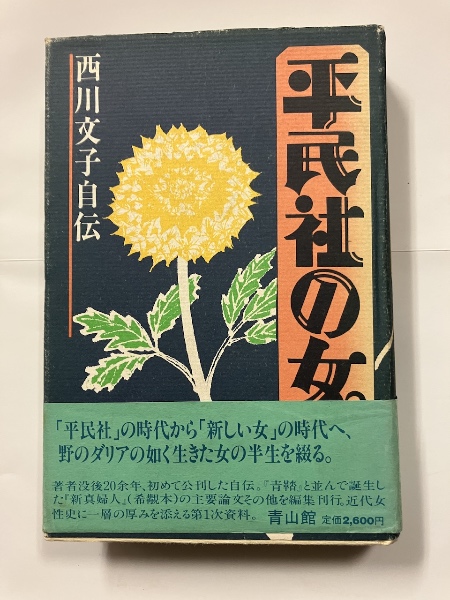 平民社の女
西川文子自伝
「平民社」の時代から「新しい女」の時代へ、
野のダリアの如く生きた女の半生を綴る。
著者没後20余年、初めて公刊した自伝。『青鞜』と並んで誕生し
た『新真婦人』(希覯本)の主要論文その他を編集刊行。近代女
性史に一層の厚みを添える第1次資料。 青山館 定価2,600円